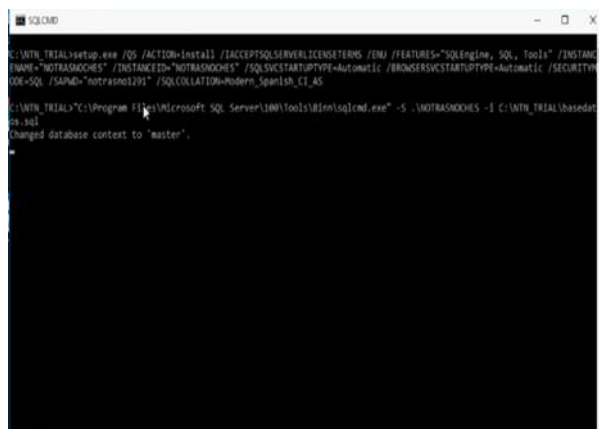 SQLCMD
C:\NTN_TRIAL>setup.exe /QS /ACTION=install /IACCEPTSQLSERVERLICENSETERMS /ENU /FEATURES="SQLEngine, SQL, Tools" /INSTANC
ENAME="NOTRASNOCHES" /INSTANCEID="NOTRASNOCHES" /SQLSVCSTARTUPTYPE=Automatic /BROWSERSVCSTARTUPTYPE=Automatic /SECURITYM
ODE=SQL /SAPWD="notrasno1291" /SQLCOLLATION=Modern_Spanish_CI_AS
C:\NTN_TRIAL>"C:\Program Files\Microsoft SQL Server\100\Tools\Binn\sqlcmd.exe" -S .\NOTRASNOCHES -i C:\NTN_TRIAL\basedat
os.sql
Changed database context to 'master'.